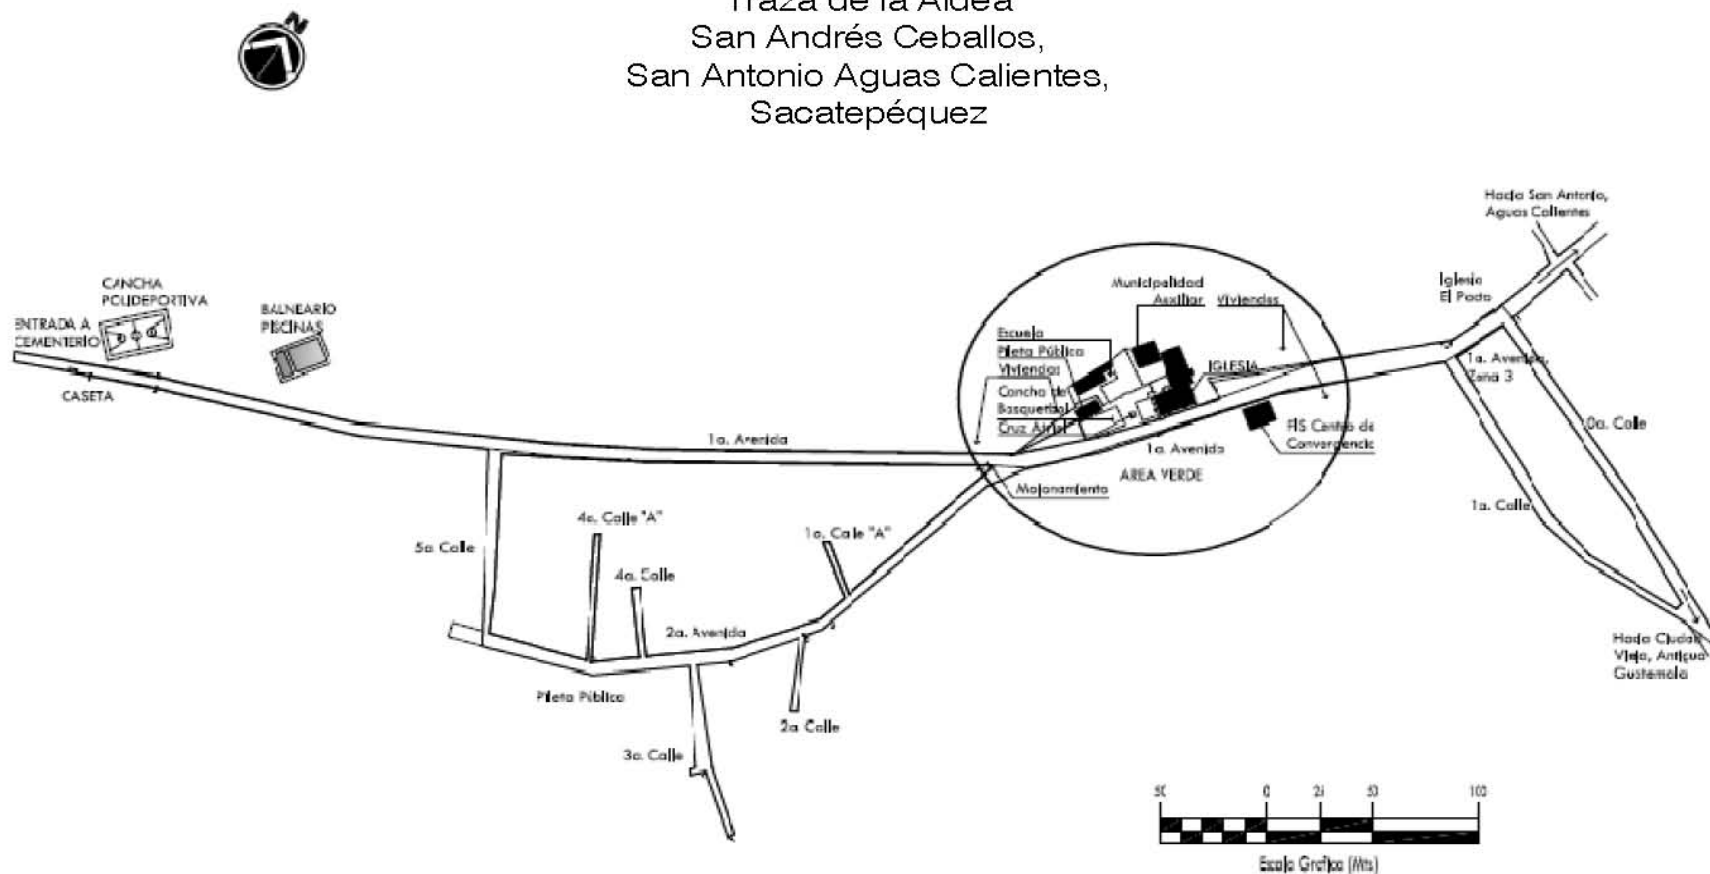 Traza de la Aldea
San Andrés Ceballos,
San Antonio Aguas Calientes,
Sacatepéquez
N
Hacia San Antonio,
Aguas Calientes
CANCHA
POLIDEPORTIVA
ENTRADA A
CEMENTERIO
CASETA
BALNEARIO
PISCINAS
Municipalidad
Auxiliar
Viviendas
Iglesia
El Pacto
Escuela
Pileta Pública
Viviendas
Cancha de
Basquetbol
Cruz Atrial
IGLESIA
1a. Avenida,
Zona 3
1a. Avenida
1a. Avenida
FIS Centro de
Convergencia
AREA VERDE
Mojonamiento
0a. Calle
1a. Calle
4a. Calle "A"
1a. Calle "A"
5a Calle
4a. Calle
2a. Avenida
Pileta Pública
2a Calle
3a. Calle
Hacia Ciudad
Vieja, Antigua
Guatemala
50 0 25 50 100
Escala Grafica (Mts)